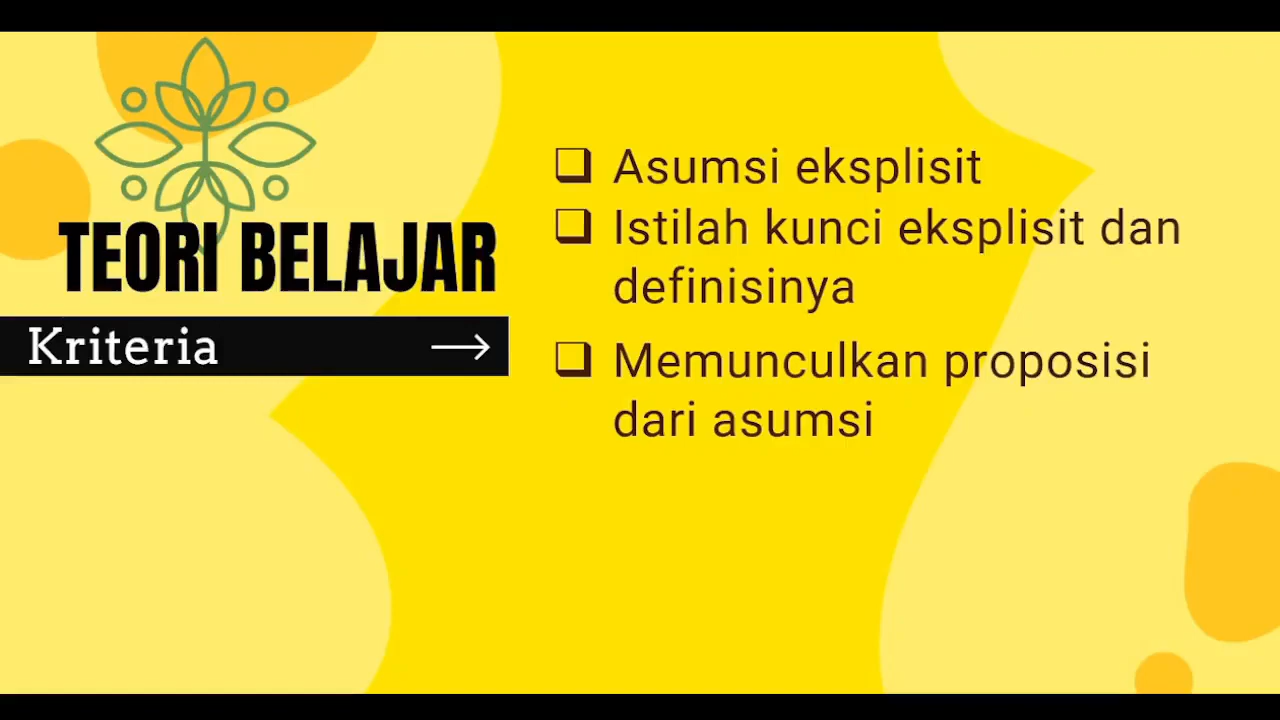 TEORI BELAJAR
Kriteria
❑ Asumsi eksplisit
❑ Istilah kunci eksplisit dan
definisinya
❑ Memunculkan proposisi
dari asumsi